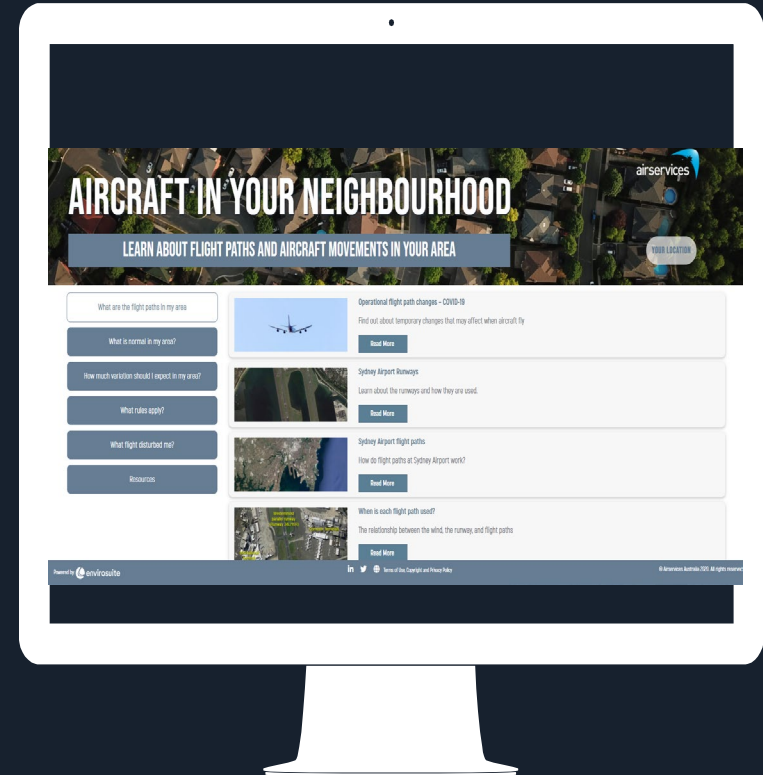 airservices
AIRCRAFT IN YOUR NEIGHBOURHOOD
LEARN ABOUT FLIGHT PATHS AND AIRCRAFT MOVEMENTS IN YOUR AREA
YOUR LOCATION
What are the flight paths in my area
What is normal in my area?
How much variation should I expect in my area?
What rules apply?
What flight disturbed me?
Resources
Operational flight path changes – COVID-19
Find out about temporary changes that may affect when aircraft fly
Read More
Sydney Airport Runways
Learn about the runways and how they are used.
Read More
Sydney Airport flight paths
How do flight paths at Sydney Airport work?
Read More
When is each flight path used?
The relationship between the wind, the runway, and flight paths
Read More
Powered by envirosuite
in
Terms of Use, Copyright and Privacy Policy
© Airservices Australia 2020. All rights reserved